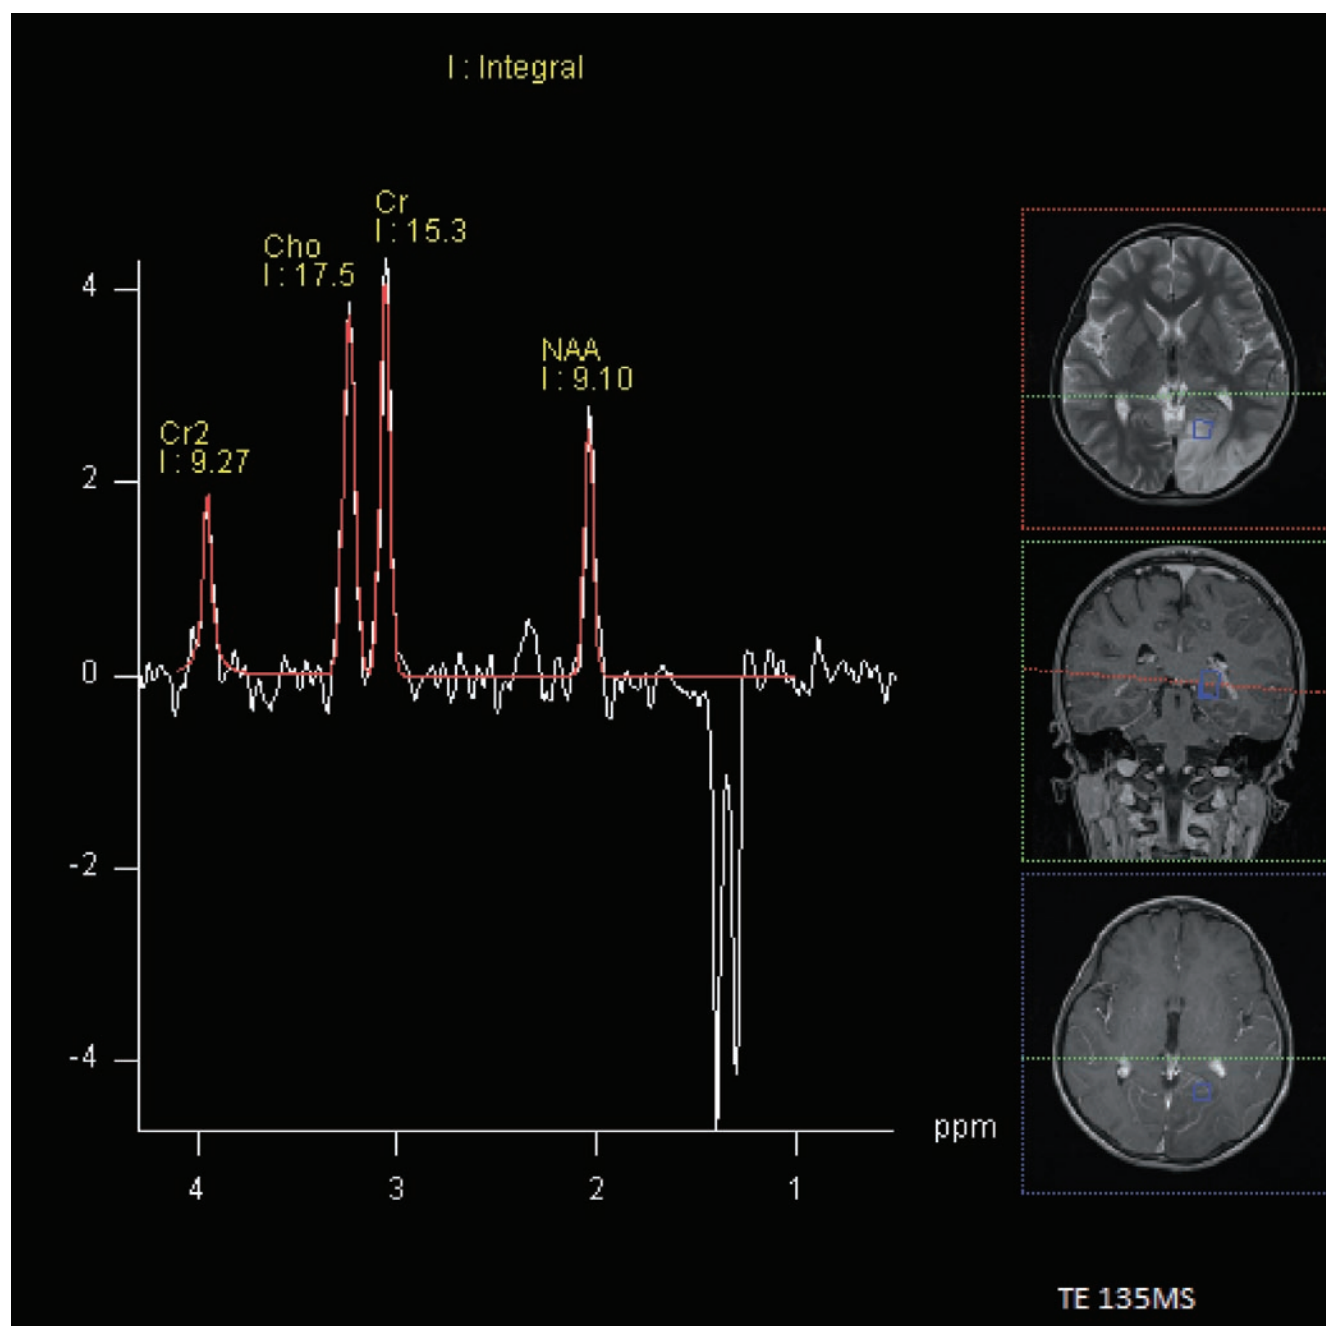 I : Integral
Cr
I : 15.3
Cho
I : 17.5
NAA
I : 9.10
Cr2
I : 9.27
4
2
0
-2
-4
ppm
4
3
2
1
TE 135MS